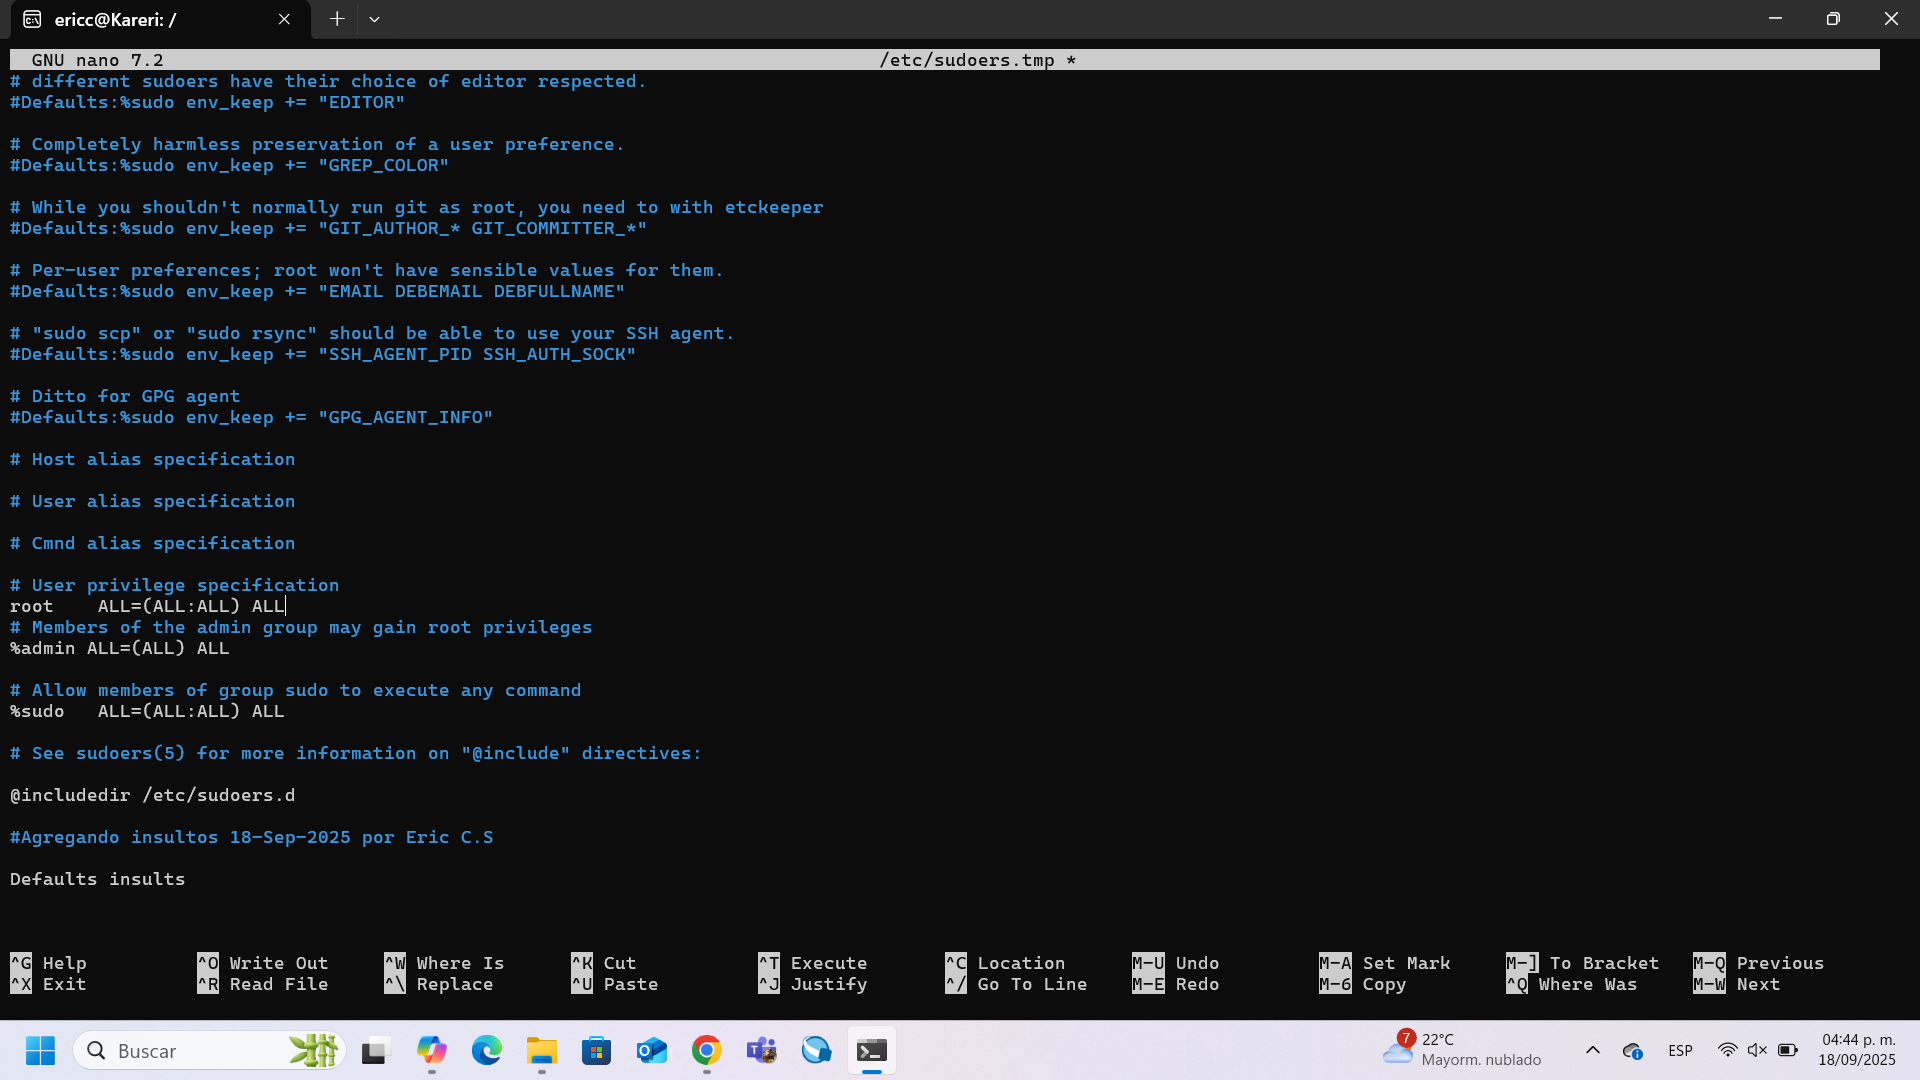 ericc@Kareri: /
GNU nano 7.2 /etc/sudoers.tmp *
# different sudoers have their choice of editor respected.
#Defaults:%sudo env_keep += "EDITOR"
# Completely harmless preservation of a user preference.
#Defaults:%sudo env_keep += "GREP_COLOR"
# While you shouldn't normally run git as root, you need to with etckeeper
#Defaults:%sudo env_keep += "GIT_AUTHOR_* GIT_COMMITTER_*"
# Per-user preferences; root won't have sensible values for them.
#Defaults:%sudo env_keep += "EMAIL DEBEMAIL DEBFULLNAME"
# "sudo scp" or "sudo rsync" should be able to use your SSH agent.
#Defaults:%sudo env_keep += "SSH_AGENT_PID SSH_AUTH_SOCK"
# Ditto for GPG agent
#Defaults:%sudo env_keep += "GPG_AGENT_INFO"
# Host alias specification
# User alias specification
# Cmnd alias specification
# User privilege specification
root    ALL=(ALL:ALL) ALL
# Members of the admin group may gain root privileges
%admin ALL=(ALL) ALL
# Allow members of group sudo to execute any command
%sudo   ALL=(ALL:ALL) ALL
# See sudoers(5) for more information on "@include" directives:
@includedir /etc/sudoers.d
#Agregando insultos 18-Sep-2025 por Eric C.S
Defaults insults
^G Help ^O Write Out ^W Where Is ^K Cut ^T Execute ^C Location M-U Undo M-A Set Mark M-] To Bracket M-Q Previous
^X Exit ^R Read File ^\ Replace ^U Paste ^J Justify ^/ Go To Line M-E Redo M-6 Copy ^Q Where Was M-W Next
Buscar
7
22°C
Mayorm. nublado
ESP
04:44 p. m.
18/09/2025